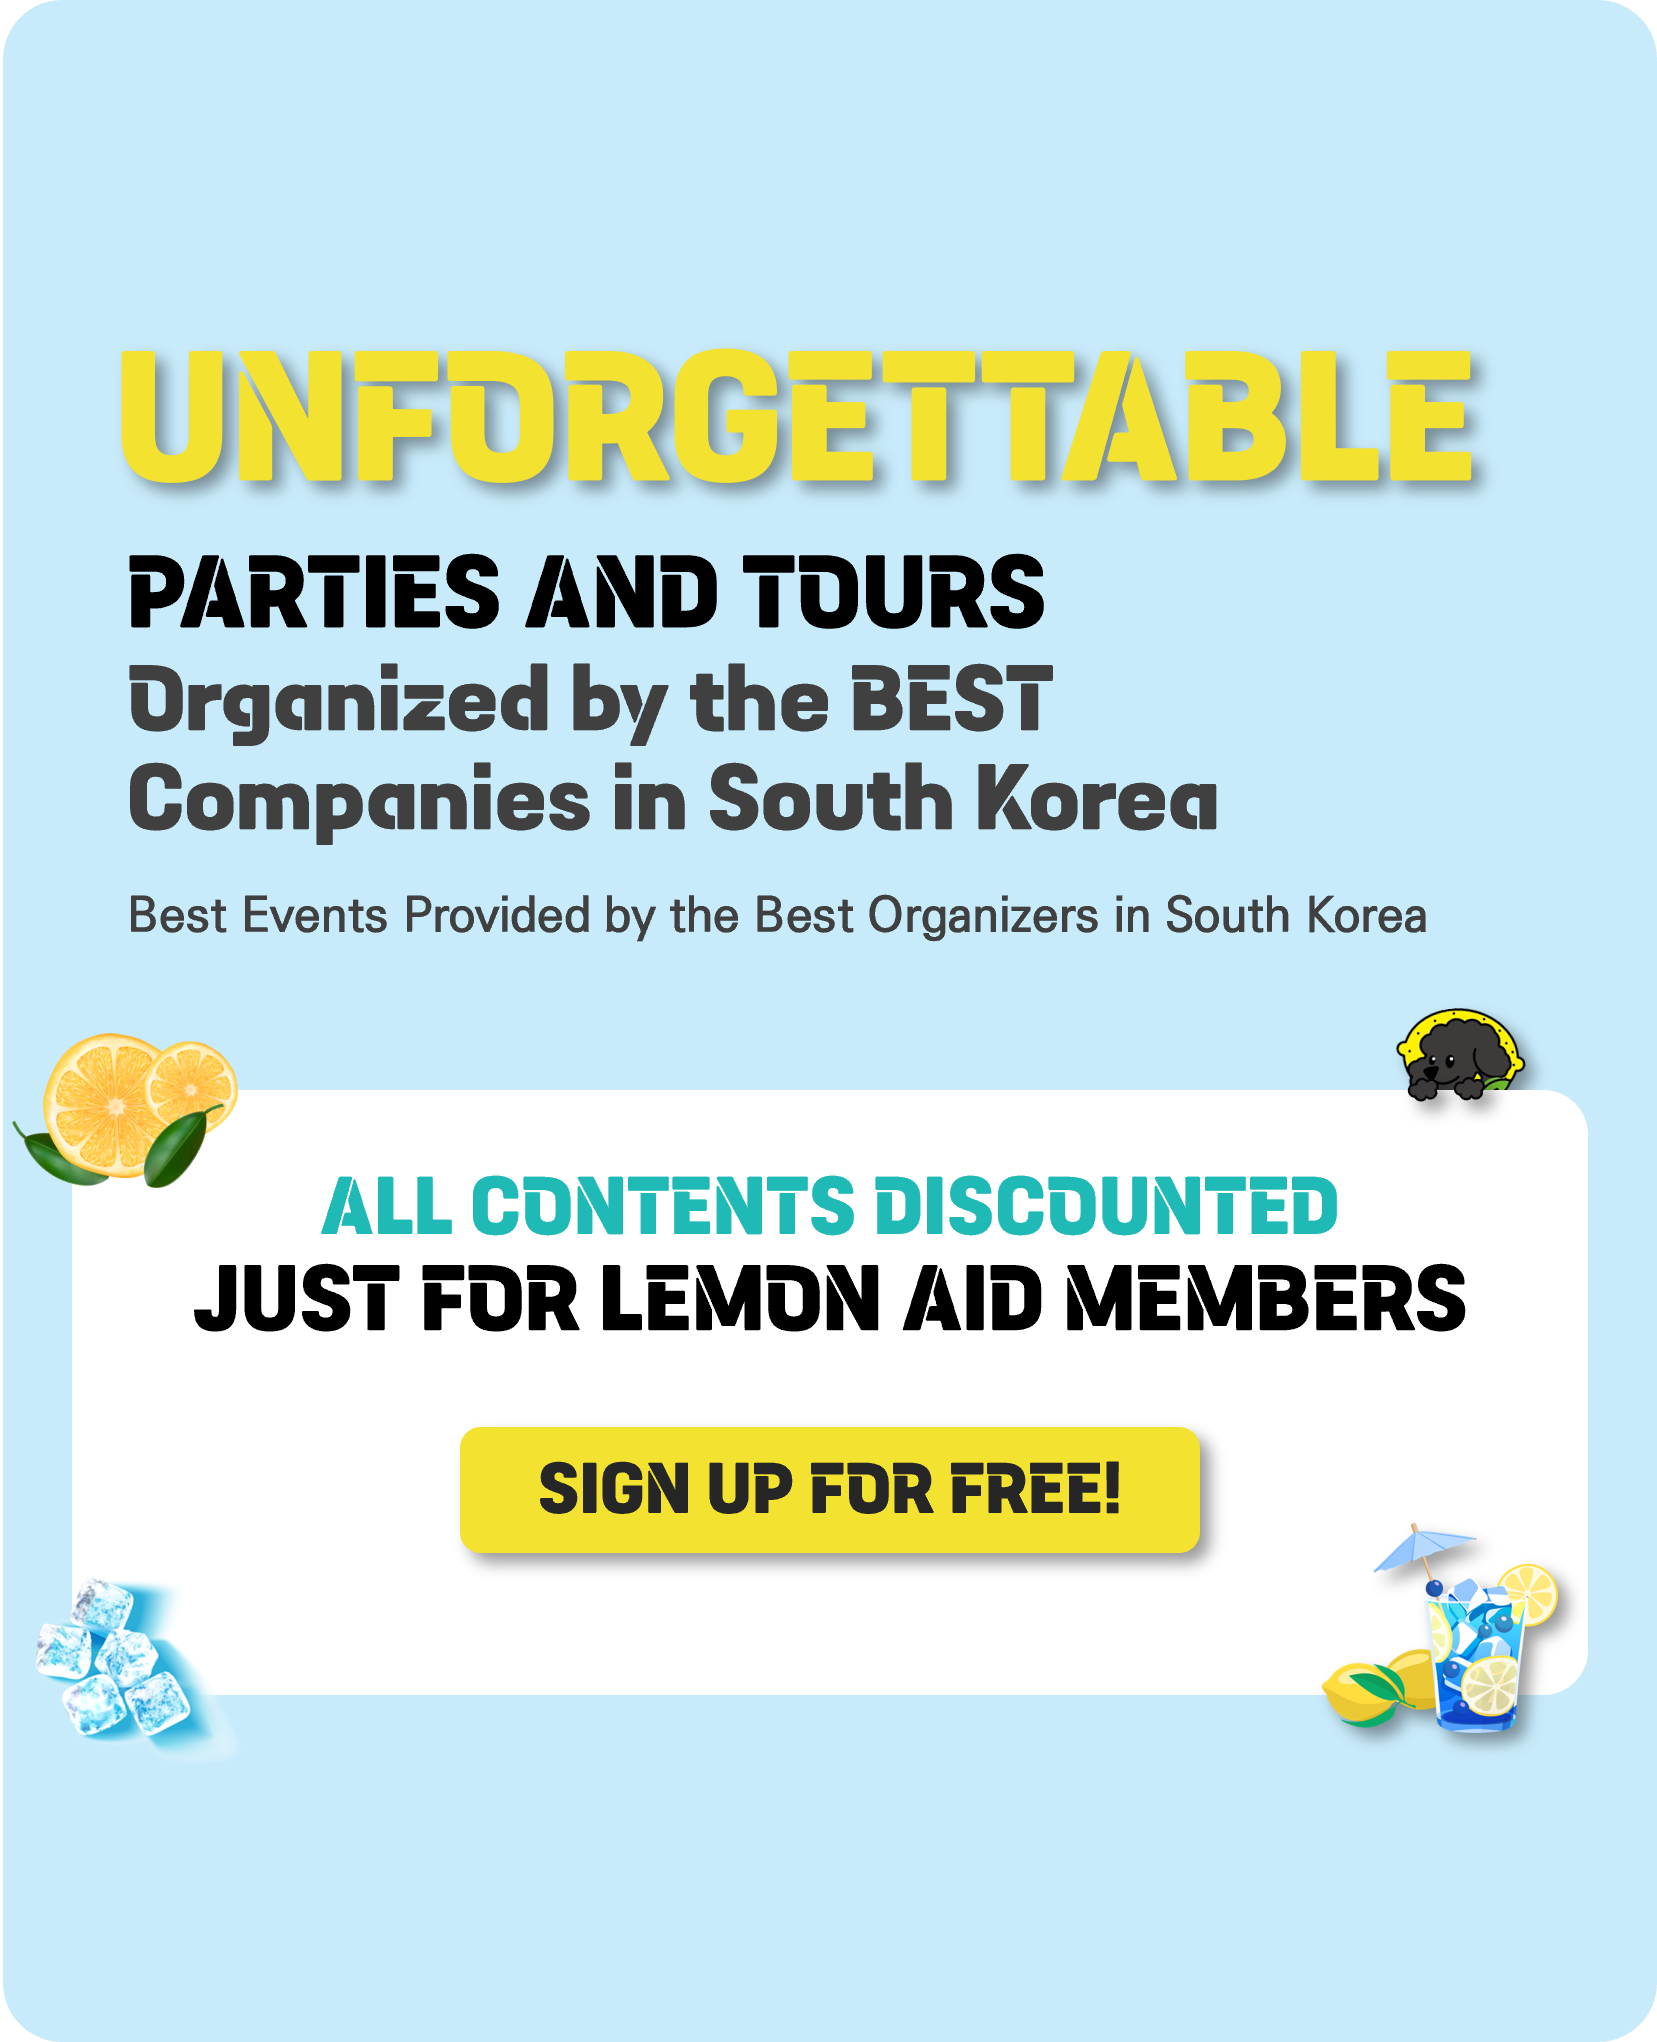 UNFORGETTABLE
PARTIES AND TOURS
Organized by the BEST
Companies in South Korea
Best Events Provided by the Best Organizers in South Korea
ALL CONTENTS DISCOUNTED
JUST FOR LEMON AID MEMBERS
SIGN UP FOR FREE!